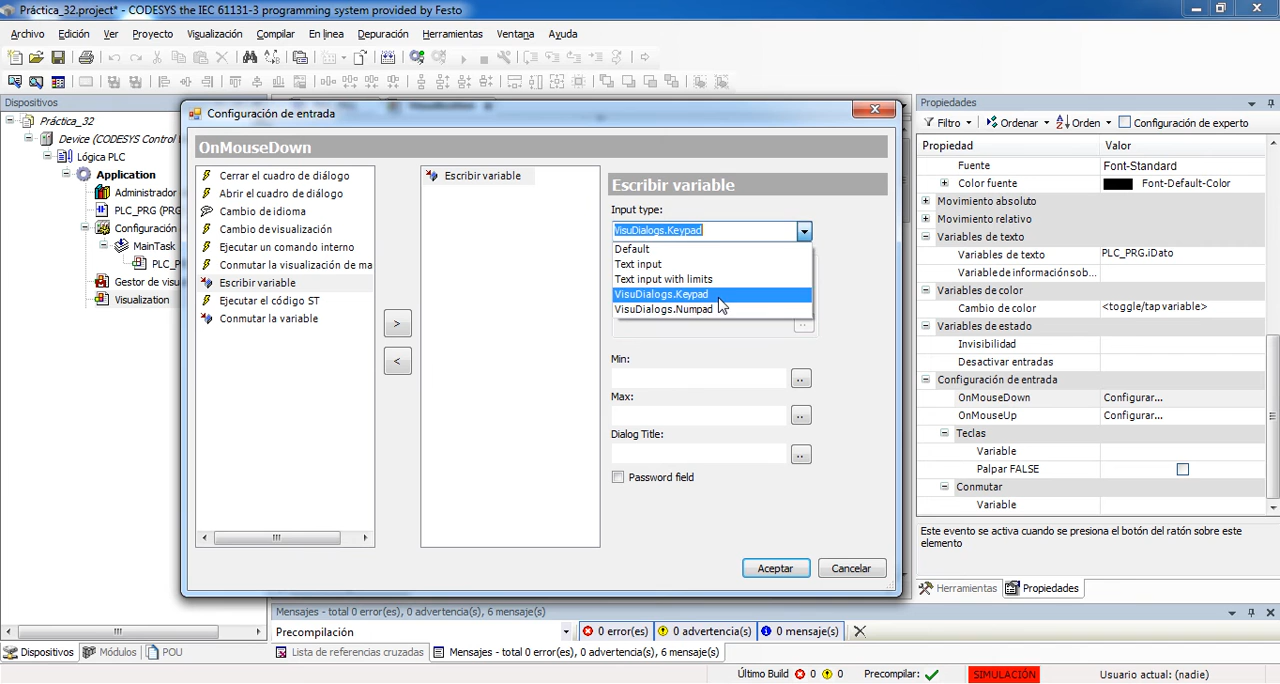 Práctica_32.project* - CODESYS the IEC 61131-3 programming system provided by Festo
Archivo Edición Ver Proyecto Visualización Compilar En línea Depuración Herramientas Ventana Ayuda
Dispositivos
Práctica_32
Device (CODESYS Control
Lógica PLC
Application
Administrador
PLC_PRG (PRG
Configuración
MainTask
PLC_P
Gestor de visu
Visualization
Configuración de entrada
OnMouseDown
Cerrar el cuadro de diálogo
Abrir el cuadro de diálogo
Cambio de idioma
Cambio de visualización
Ejecutar un comando interno
Conmutar la visualización de ma
Escribir variable
Ejecutar el código ST
Conmutar la variable
>
<
Escribir variable
Escribir variable
Input type:
VisuDialogs.Keypad
Default
Text input
Text input with limits
VisuDialogs.Keypad
VisuDialogs.Numpad
Min:
Max:
Dialog Title:
Password field
Aceptar Cancelar
Propiedades
Filtro Ordenar Orden Configuración de experto
Propiedad Valor
Fuente Font-Standard
Color fuente Font-Default-Color
Movimiento absoluto
Movimiento relativo
Variables de texto
Variables de texto PLC_PRG.iDato
Variable de información sob...
Variables de color
Cambio de color <toggle/tap variable>
Variables de estado
Invisibilidad
Desactivar entradas
Configuración de entrada
OnMouseDown Configurar...
OnMouseUp Configurar...
Teclas
Variable
Palpar FALSE
Conmutar
Variable
Este evento se activa cuando se presiona el botón del ratón sobre este
elemento
Herramientas Propiedades
Mensajes - total 0 error(es), 0 advertencia(s), 6 mensaje(s)
Precompilación 0 error(es) 0 advertencia(s) 0 mensaje(s)
Dispositivos Módulos POU Lista de referencias cruzadas Mensajes - total 0 error(es), 0 advertencia(s), 6 mensaje(s)
Último Build 0 0 Precompilar: SIMULACIÓN Usuario actual: (nadie)